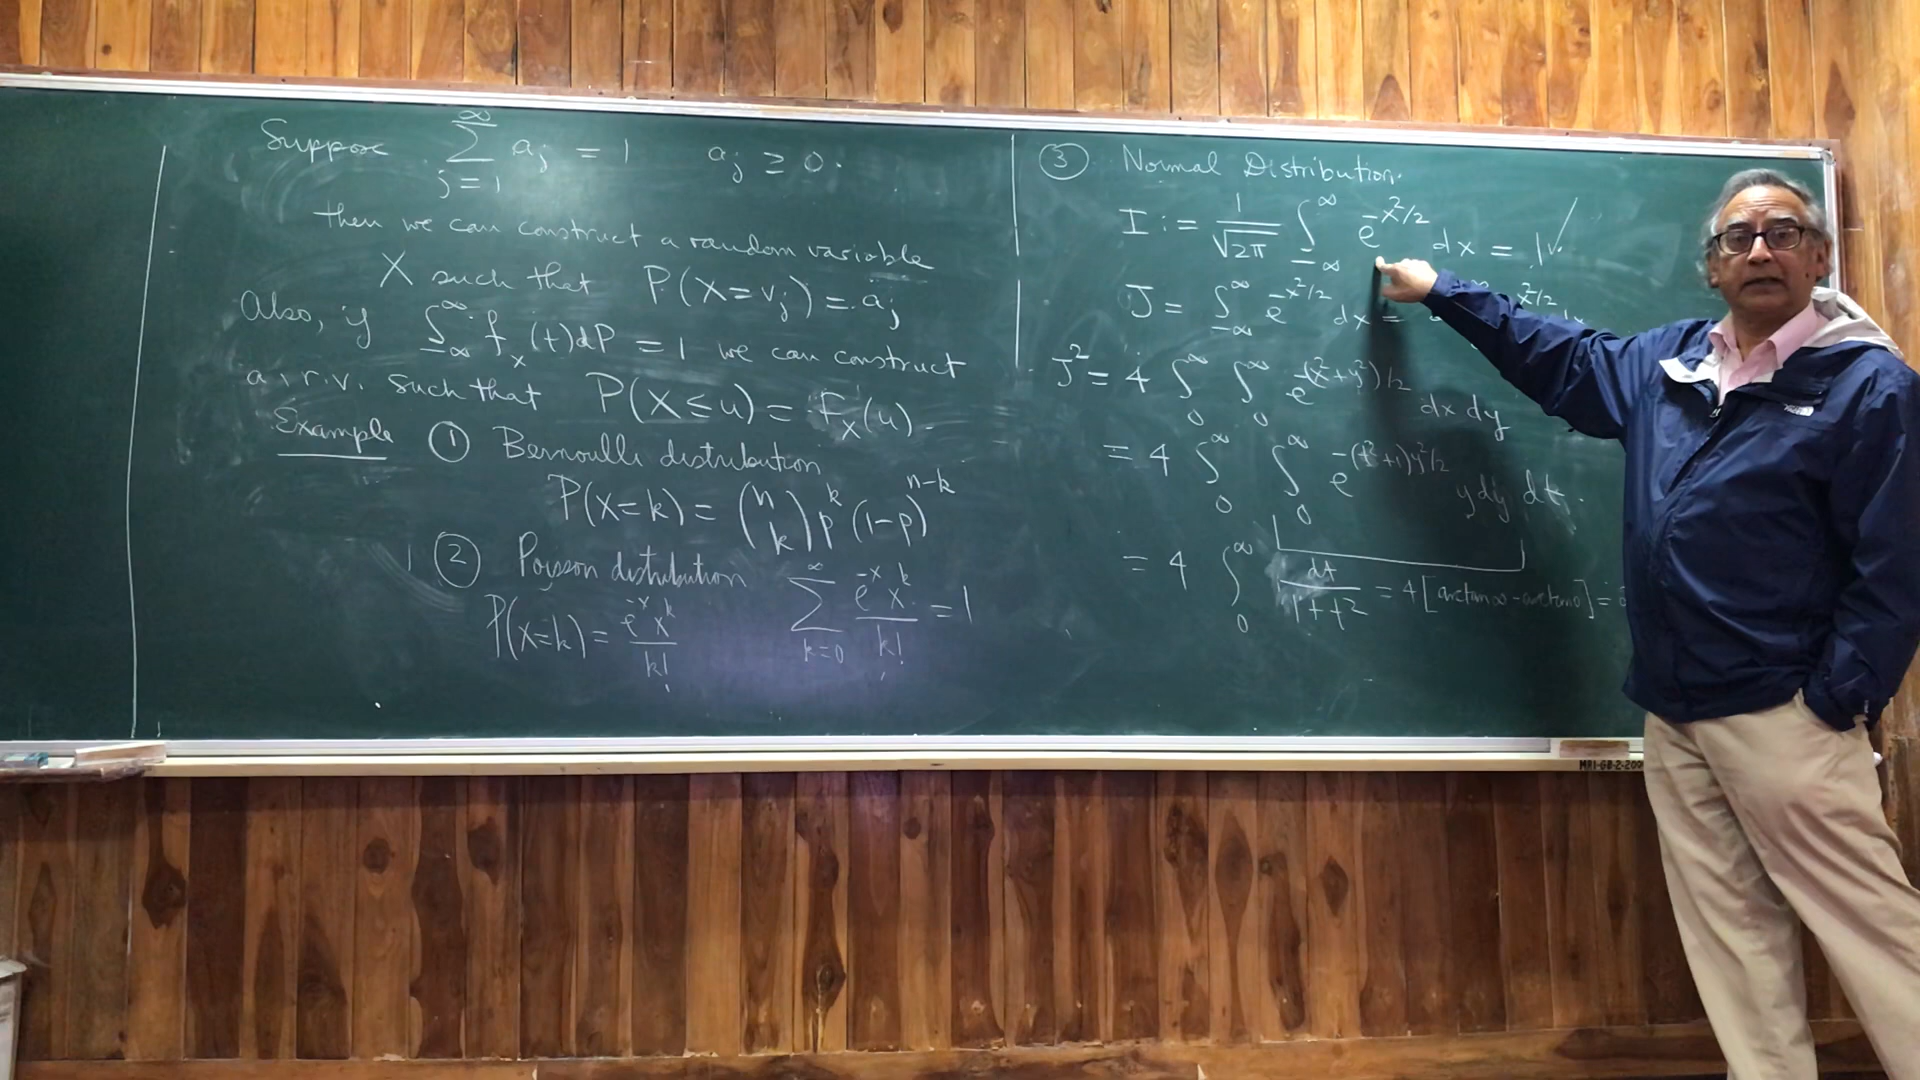 Suppose ∑_{j=1}^{∞} a_j = 1   a_j ≥ 0.
then we can construct a random variable
X such that P(X=v_j) = a_j
Also, if ∫_{-∞}^{∞} f_x(t)dP = 1 we can construct
a r.v. such that P(X≤u) = F_x(u).
Example ① Bernoulli distribution
P(X=k) = (n k) p^k (1-p)^{n-k}
② Poisson distribution ∑_{k=0}^{∞} e^{-x} x^k / k! = 1
P(X=k) = e^{-x} x^k / k!
③ Normal Distribution.
I := 1/√2π ∫_{-∞}^{∞} e^{-x²/2} dx = 1 ✓
J = ∫_{-∞}^{∞} e^{-x²/2} dx =
J² = 4 ∫_0^∞ ∫_0^∞ e^{-(x²+y²)/2} dx dy
= 4 ∫_0^∞ ∫_0^∞ e^{-(t²+1)y²/2} y dy dt.
= 4 ∫_0^∞ dt/1+t² = 4[arctan∞ - arctan0] =